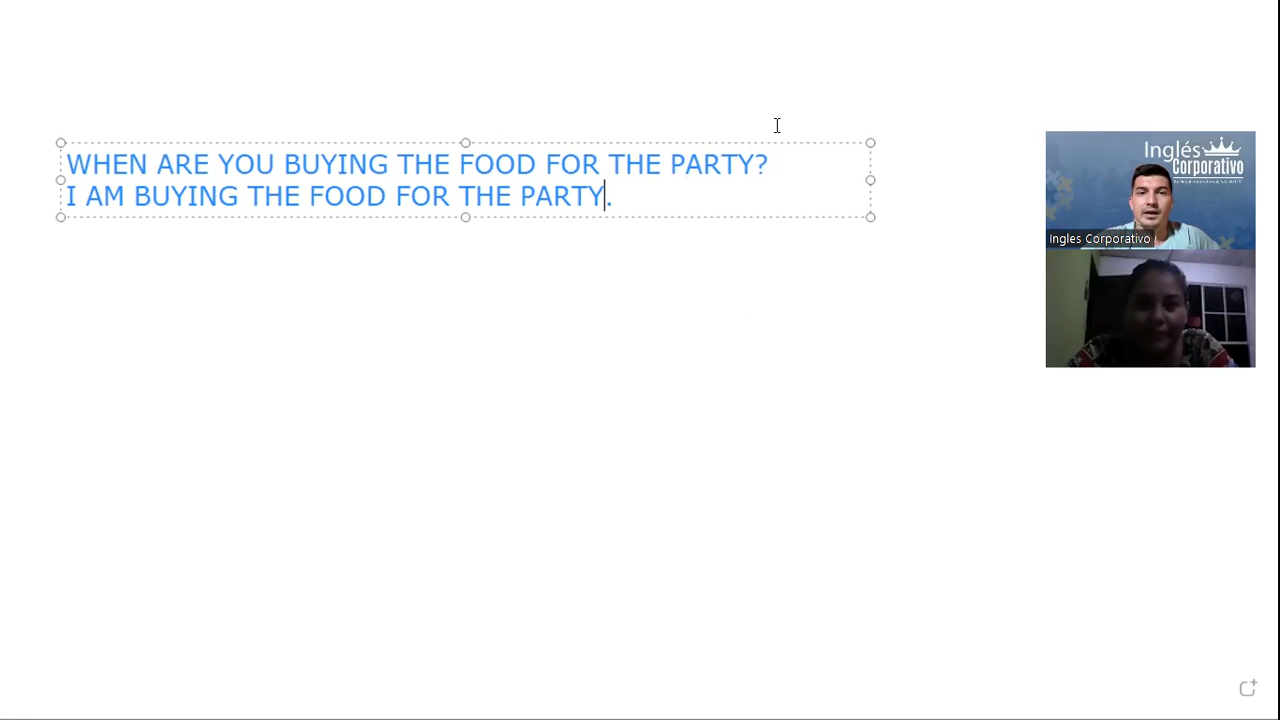 WHEN ARE YOU BUYING THE FOOD FOR THE PARTY?
I AM BUYING THE FOOD FOR THE PARTY.
Inglés
Corporativo
Ingles Corporativo